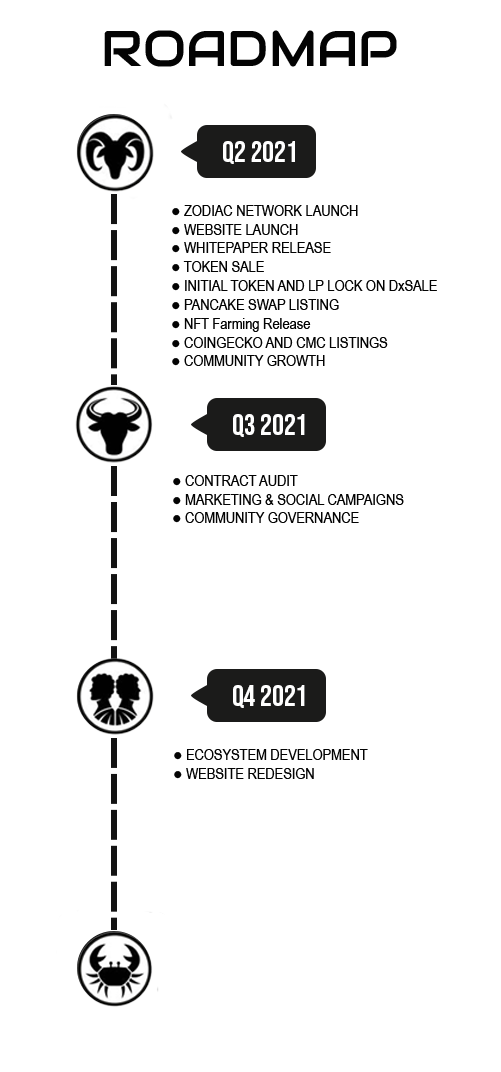 ROADMAP
Q2 2021
● ZODIAC NETWORK LAUNCH
● WEBSITE LAUNCH
● WHITEPAPER RELEASE
● TOKEN SALE
● INITIAL TOKEN AND LP LOCK ON DxSALE
● PANCAKE SWAP LISTING
● NFT Farming Release
● COINGECKO AND CMC LISTINGS
● COMMUNITY GROWTH
Q3 2021
● CONTRACT AUDIT
● MARKETING & SOCIAL CAMPAIGNS
● COMMUNITY GOVERNANCE
Q4 2021
● ECOSYSTEM DEVELOPMENT
● WEBSITE REDESIGN